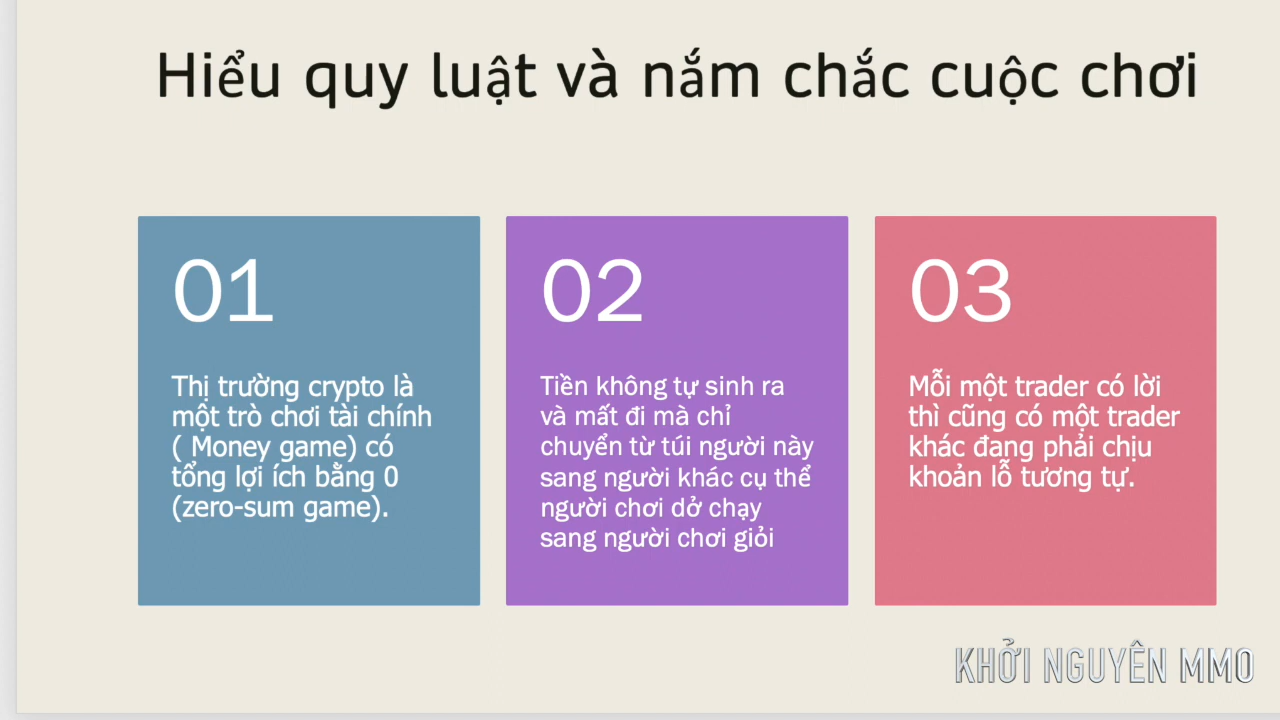 Hiểu quy luật và nắm chắc cuộc chơi
01
Thị trường crypto là
một trò chơi tài chính
( Money game) có
tổng lợi ích bằng 0
(zero-sum game).
02
Tiền không tự sinh ra
và mất đi mà chỉ
chuyển từ túi người này
sang người khác cụ thể
người chơi dở chạy
sang người chơi giỏi
03
Mỗi một trader có lời
thì cũng có một trader
khác đang phải chịu
khoản lỗ tương tự.
KHỞI NGUYÊN MMO